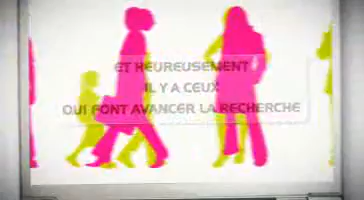 ET HEUREUSEMENT
IL Y A CEUX
QUI FONT AVANCER LA RECHERCHE